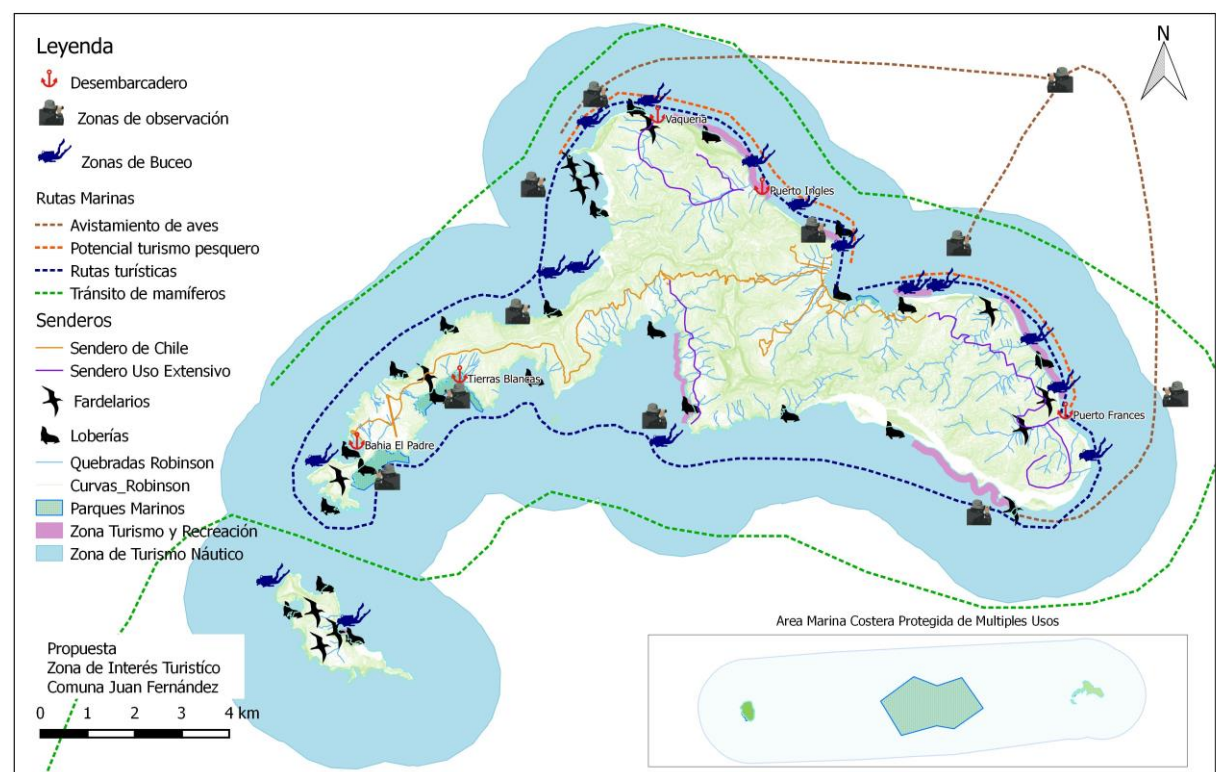 Leyenda
Desembarcadero
Zonas de observación
Zonas de Buceo
Rutas Marinas
Avistamiento de aves
Potencial turismo pesquero
Rutas turísticas
Tránsito de mamíferos
Senderos
Sendero de Chile
Sendero Uso Extensivo
Fardelarios
Loberías
Quebradas Robinson
Curvas_Robinson
Parques Marinos
Zona Turismo y Recreación
Zona de Turismo Náutico
Propuesta
Zona de Interés Turistíco
Comuna Juan Fernández
0 1 2 3 4 km
N
Vaqueria
Puerto Ingles
Tierras Blancas
Puerto Frances
Bahia El Padre
Area Marina Costera Protegida de Multiples Usos